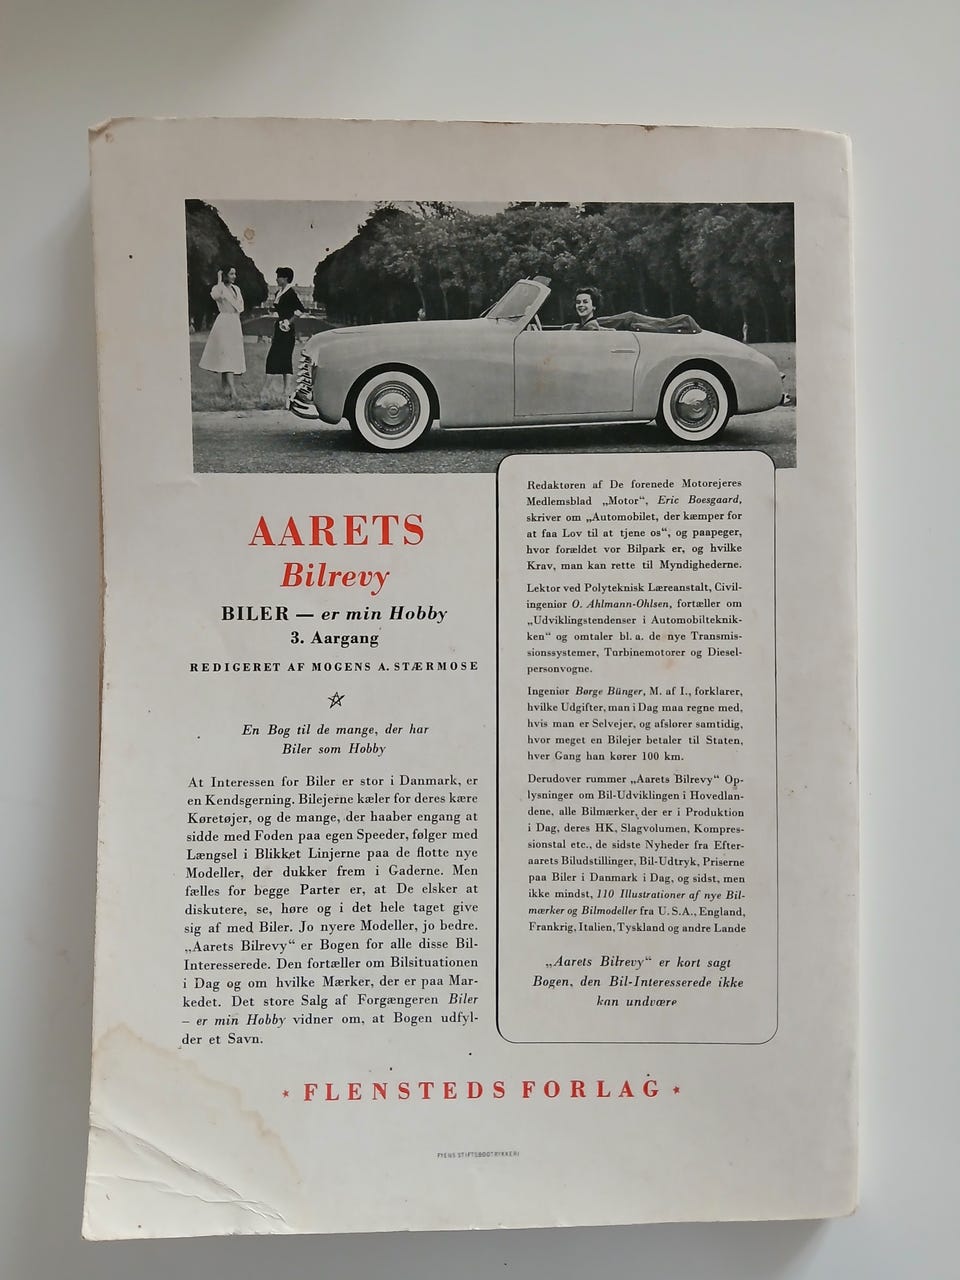 AARETS
Bilrevy
BILER — er min Hobby
3. Aargang
REDIGERET AF MOGENS A. STÆRMOSE
En Bog til de mange, der har
Biler som Hobby
At Interessen for Biler er stor i Danmark, er
en Kendsgerning. Bilejerne kæler for deres kære
Køretøjer, og de mange, der haaber engang at
sidde med Foden paa egen Speeder, følger med
Længsel i Blikket Linjerne paa de flotte nye
Modeller, der dukker frem i Gaderne. Men
fælles for begge Parter er, at De elsker at
diskutere, se, høre og i det hele taget give
sig af med Biler. Jo nyere Modeller, jo bedre.
„Aarets Bilrevy“ er Bogen for alle disse Bil-
Interesserede. Den fortæller om Bilsituationen
i Dag og om hvilke Mærker, der er paa Mar-
kedet. Det store Salg af Forgængeren Biler
– er min Hobby vidner om, at Bogen udfyl-
der et Savn.
Redaktøren af De forenede Motorejeres
Medlemsblad „Motor“, Eric Boesgaard,
skriver om „Automobilet, der kæmper for
at faa Lov til at tjene os“, og paapeger,
hvor forældet vor Bilpark er, og hvilke
Krav, man kan rette til Myndighederne.
Lektor ved Polyteknisk Læreanstalt, Civil-
ingeniør O. Ahlmann-Ohlsen, fortæller om
„Udviklingstendenser i Automobilteknik-
ken“ og omtaler bl. a. de nye Transmis-
sionssystemer, Turbinemotorer og Diesel-
personvogne.
Ingeniør Børge Bünger, M. af I., forklarer,
hvilke Udgifter, man i Dag maa regne med,
hvis man er Selvejer, og afslører samtidig,
hvor meget en Bilejer betaler til Staten,
hver Gang han kører 100 km.
Derudover rummer „Aarets Bilrevy“ Op-
lysninger om Bil-Udviklingen i Hovedlan-
dene, alle Bilmærker, der er i Produktion
i Dag, deres HK, Slagvolumen, Kompres-
sionstal etc., de sidste Nyheder fra Efter-
aarets Biludstillinger, Bil-Udtryk, Priserne
paa Biler i Danmark i Dag, og sidst, men
ikke mindst, 110 Illustrationer af nye Bil-
mærker og Bilmodeller fra U. S. A., England,
Frankrig, Italien, Tyskland og andre Lande
„Aarets Bilrevy“ er kort sagt
Bogen, den Bil-Interesserede ikke
kan undvære
* FLENSTEDS FORLAG *
FYENS STIFTSBOGTRYKKERI